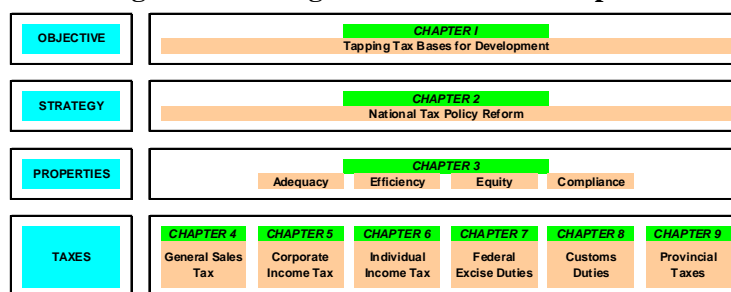 OBJECTIVE
CHAPTER I
Tapping Tax Bases for Development
STRATEGY
CHAPTER 2
National Tax Policy Reform
PROPERTIES
CHAPTER 3
Adequacy Efficiency Equity Compliance
TAXES
CHAPTER 4 CHAPTER 5 CHAPTER 6 CHAPTER 7 CHAPTER 8 CHAPTER 9
General Sales Corporate Individual Federal Customs Provincial
Tax Income Tax Income Tax Excise Duties Duties Taxes